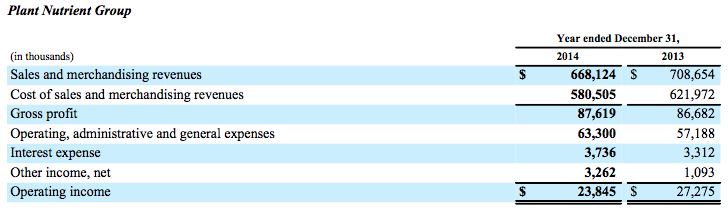 Plant Nutrient Group
Year ended December 31,
(in thousands) 2014 2013
Sales and merchandising revenues $ 668,124 $ 708,654
Cost of sales and merchandising revenues 580,505 621,972
Gross profit 87,619 86,682
Operating, administrative and general expenses 63,300 57,188
Interest expense 3,736 3,312
Other income, net 3,262 1,093
Operating income $ 23,845 $ 27,275